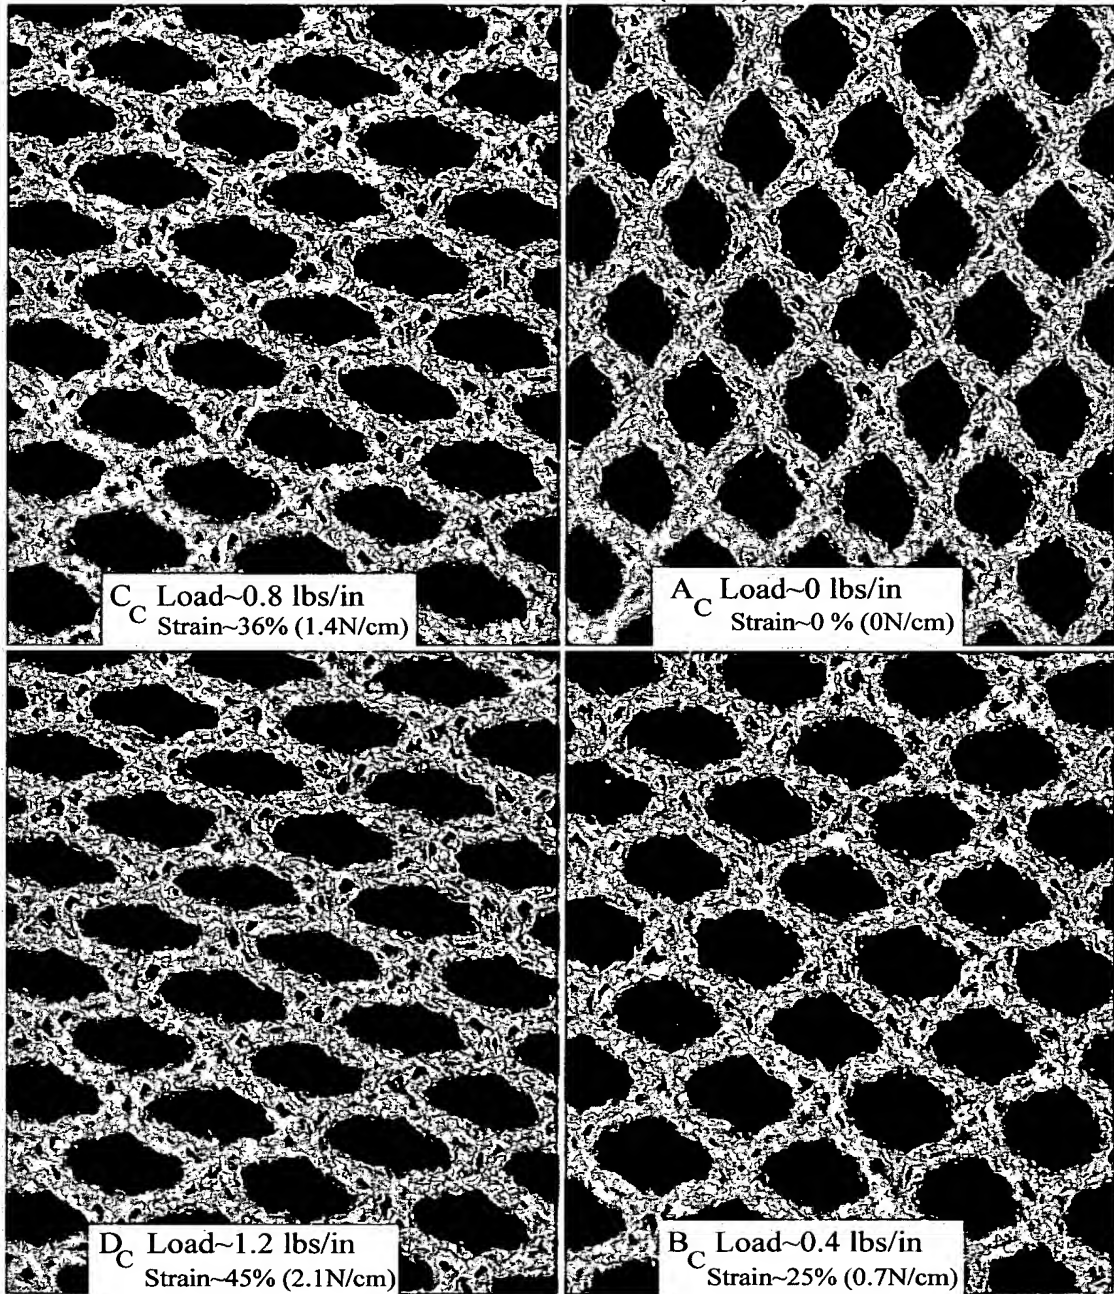 C_C Load~0.8 lbs/in
Strain~36% (1.4N/cm)
A_C Load~0 lbs/in
Strain~0 % (0N/cm)
D_C Load~1.2 lbs/in
Strain~45% (2.1N/cm)
B_C Load~0.4 lbs/in
Strain~25% (0.7N/cm)